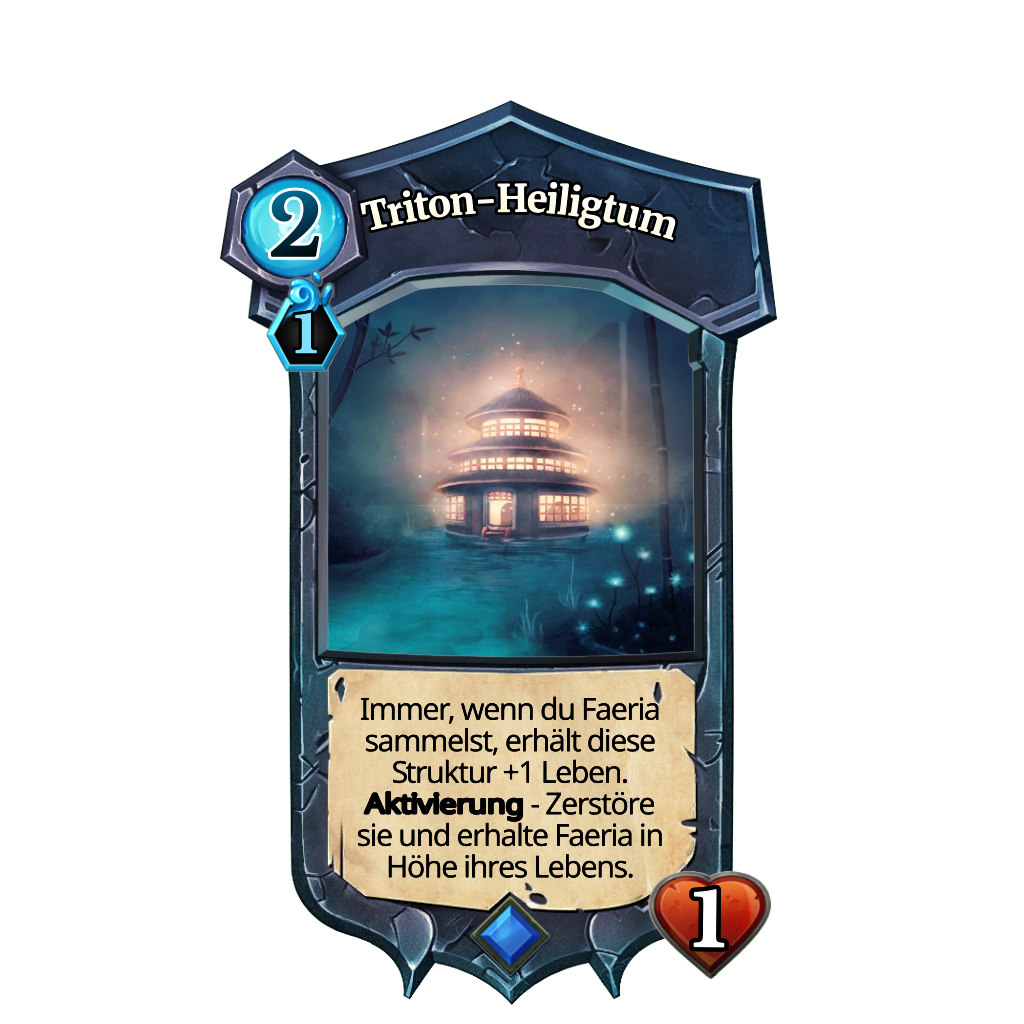 2
Triton-Heiligtum
1
Immer, wenn du Faeria
sammelst, erhält diese
Struktur +1 Leben.
Aktivierung - Zerstöre
sie und erhalte Faeria in
Höhe ihres Lebens.
1